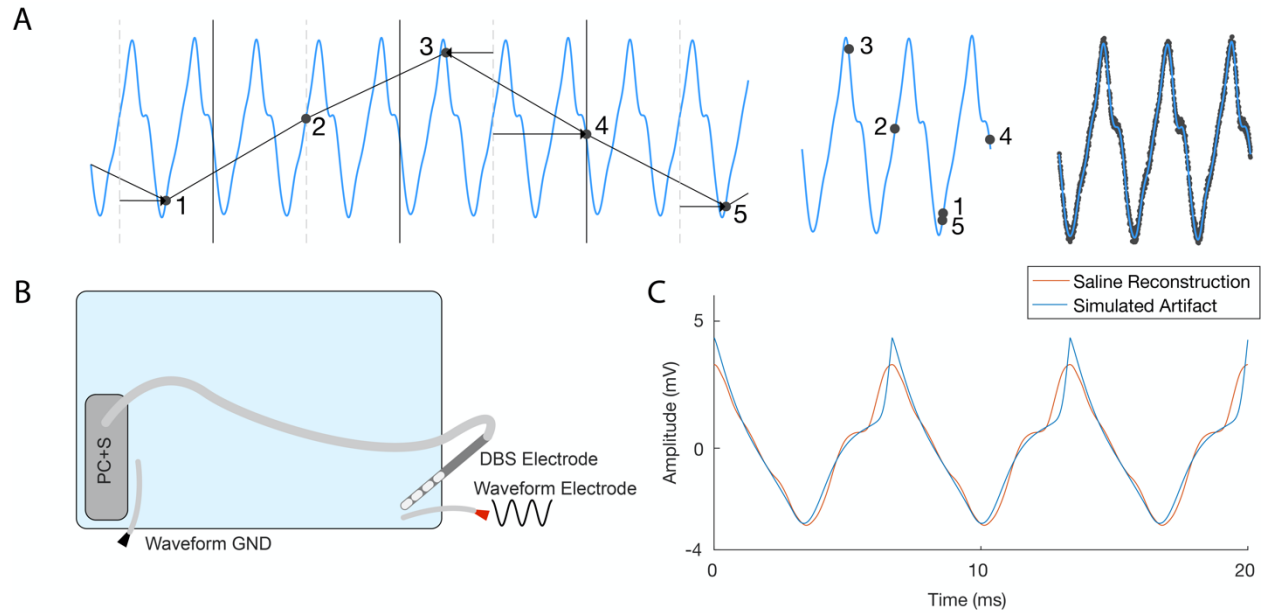 A
1
2
3
4
5
3
2
1
5
4
B
PC+S
DBS Electrode
Waveform Electrode
Waveform GND
C
Saline Reconstruction
Simulated Artifact
5
0
-4
Amplitude (mV)
0
10
20
Time (ms)